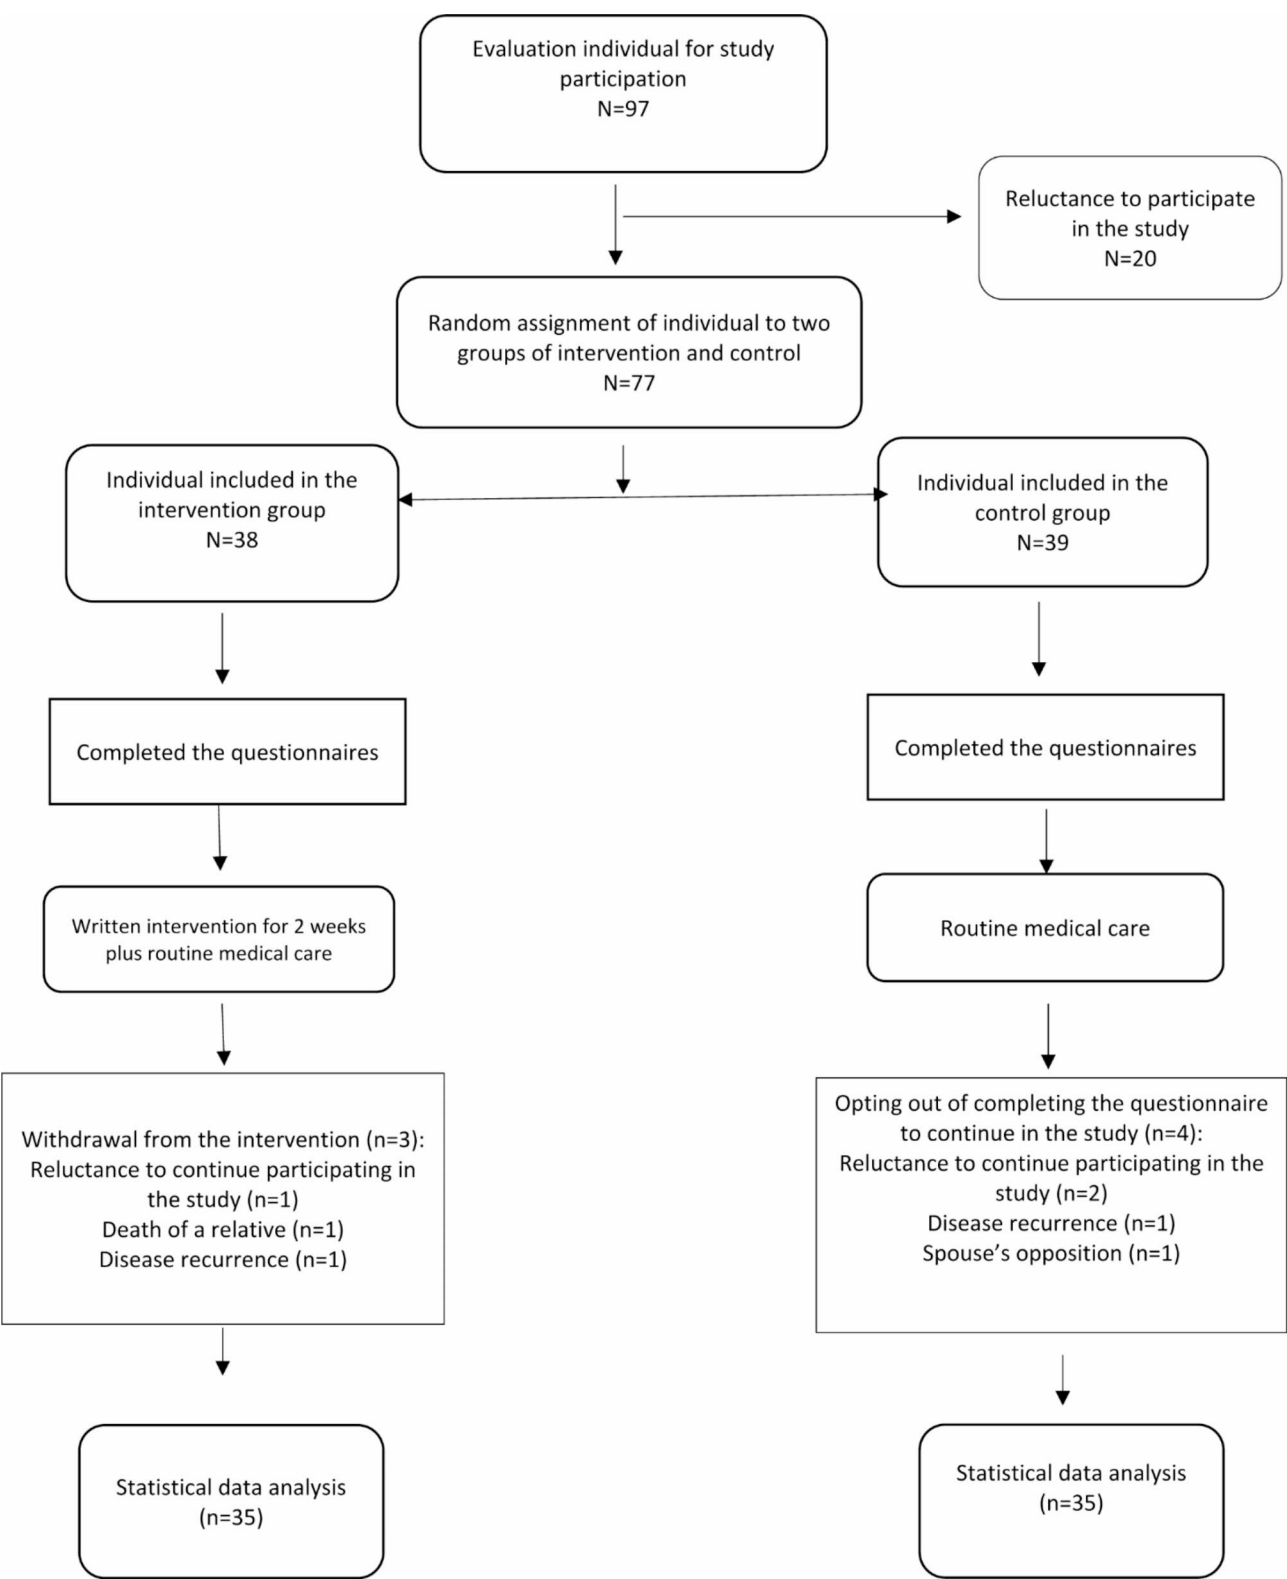 Evaluation individual for study
participation
N=97
Reluctance to participate
in the study
N=20
Random assignment of individual to two
groups of intervention and control
N=77
Individual included in the
intervention group
N=38
Individual included in the
control group
N=39
Completed the questionnaires
Completed the questionnaires
Written intervention for 2 weeks
plus routine medical care
Routine medical care
Withdrawal from the intervention (n=3):
Reluctance to continue participating in
the study (n=1)
Death of a relative (n=1)
Disease recurrence (n=1)
Opting out of completing the questionnaire
to continue in the study (n=4):
Reluctance to continue participating in the
study (n=2)
Disease recurrence (n=1)
Spouse’s opposition (n=1)
Statistical data analysis
(n=35)
Statistical data analysis
(n=35)